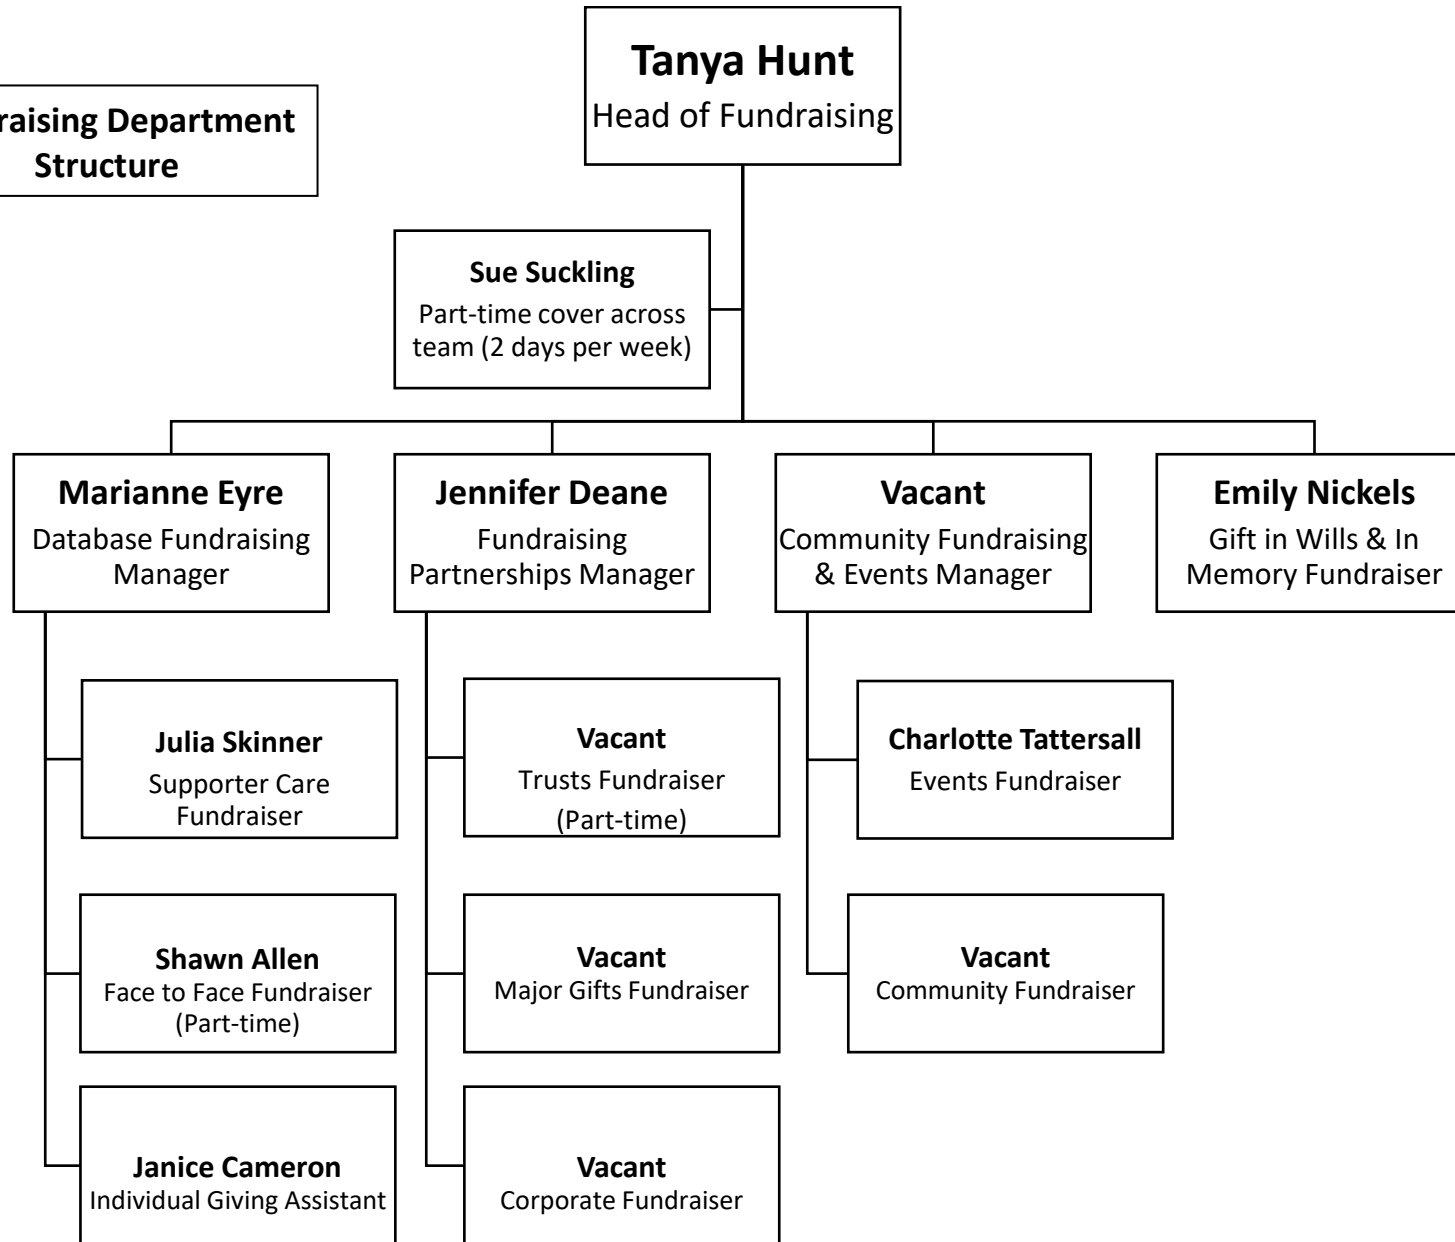 Tanya Hunt
Head of Fundraising
raising Department
Structure
Sue Suckling
Part-time cover across
team (2 days per week)
Marianne Eyre
Database Fundraising
Manager
Jennifer Deane
Fundraising
Partnerships Manager
Vacant
Community Fundraising
& Events Manager
Emily Nickels
Gift in Wills & In
Memory Fundraiser
Julia Skinner
Supporter Care
Fundraiser
Vacant
Trusts Fundraiser
(Part-time)
Charlotte Tattersall
Events Fundraiser
Shawn Allen
Face to Face Fundraiser
(Part-time)
Vacant
Major Gifts Fundraiser
Vacant
Community Fundraiser
Janice Cameron
Individual Giving Assistant
Vacant
Corporate Fundraiser